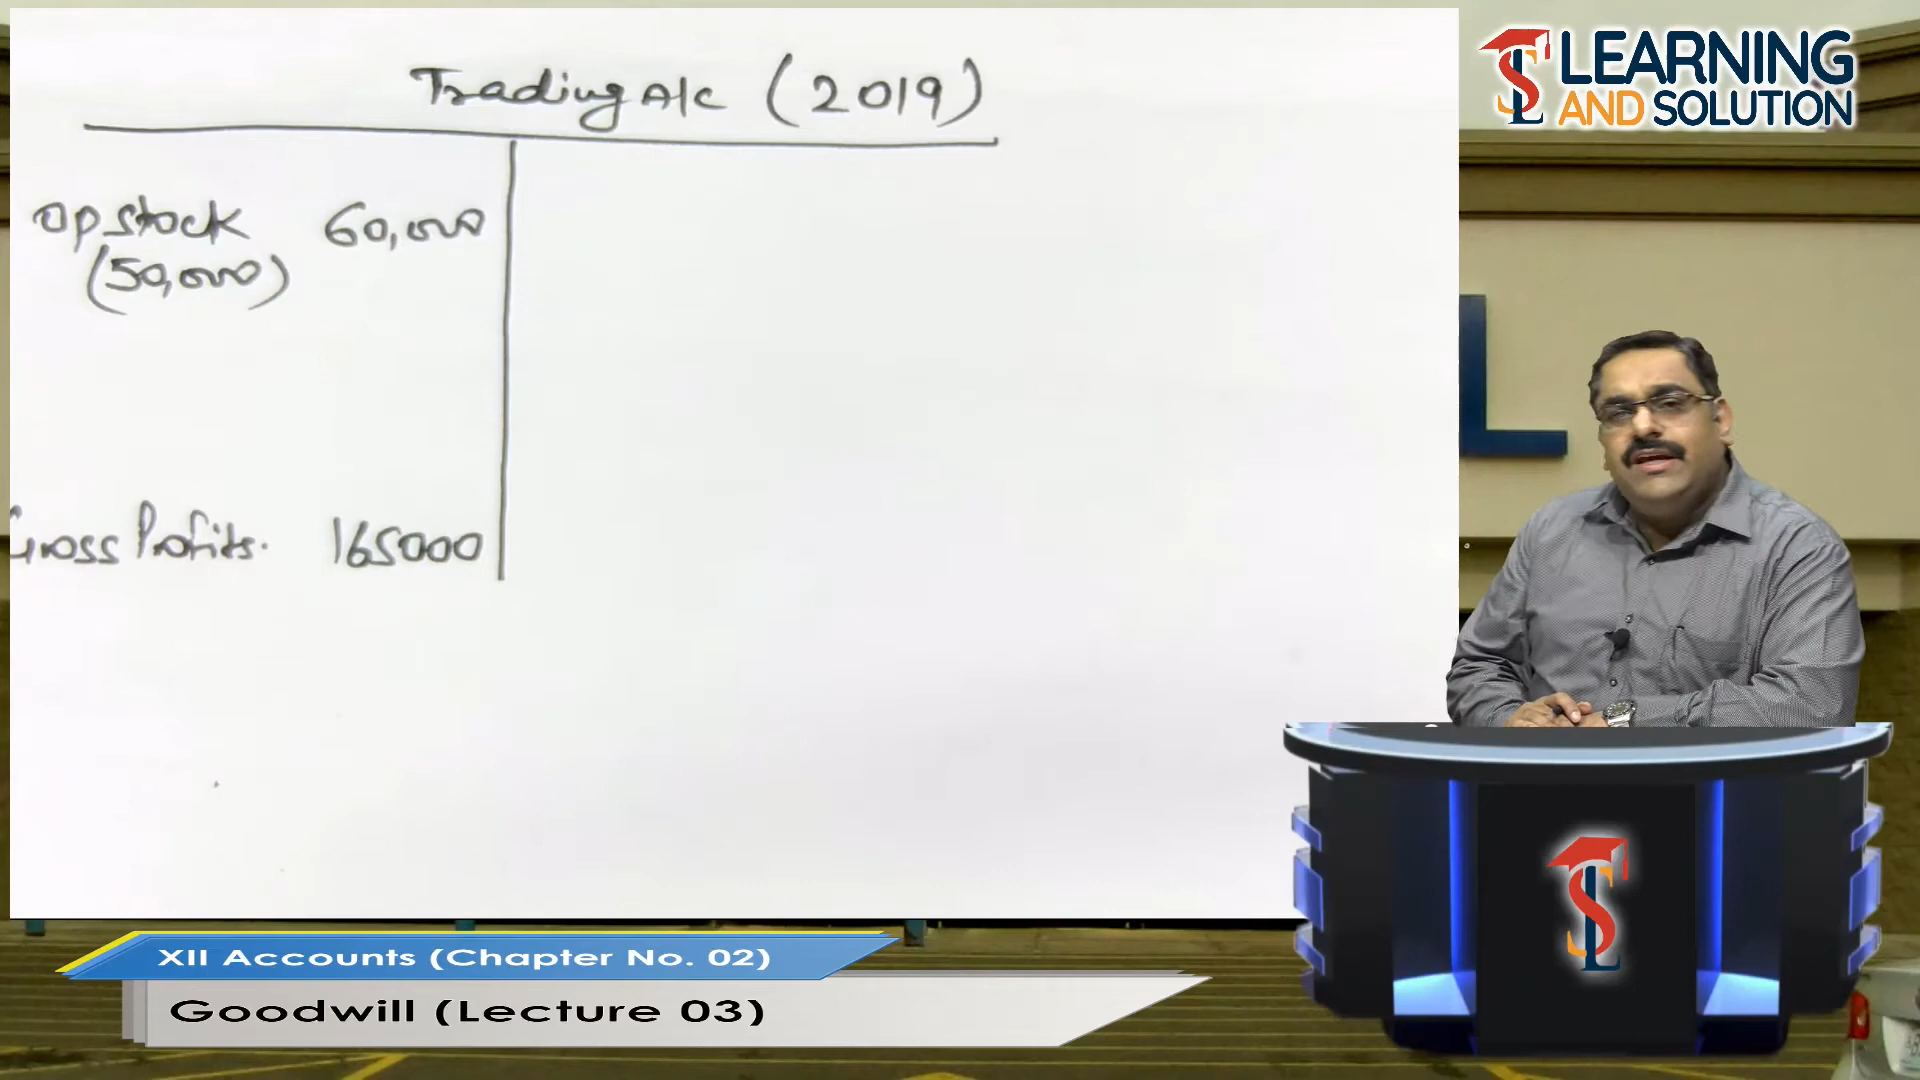 Trading A/c (2019)
op stock 60,000
(50,000)
Gross Profits. 165000
LEARNING
AND SOLUTION
XII Accounts (Chapter No. 02)
Goodwill (Lecture 03)